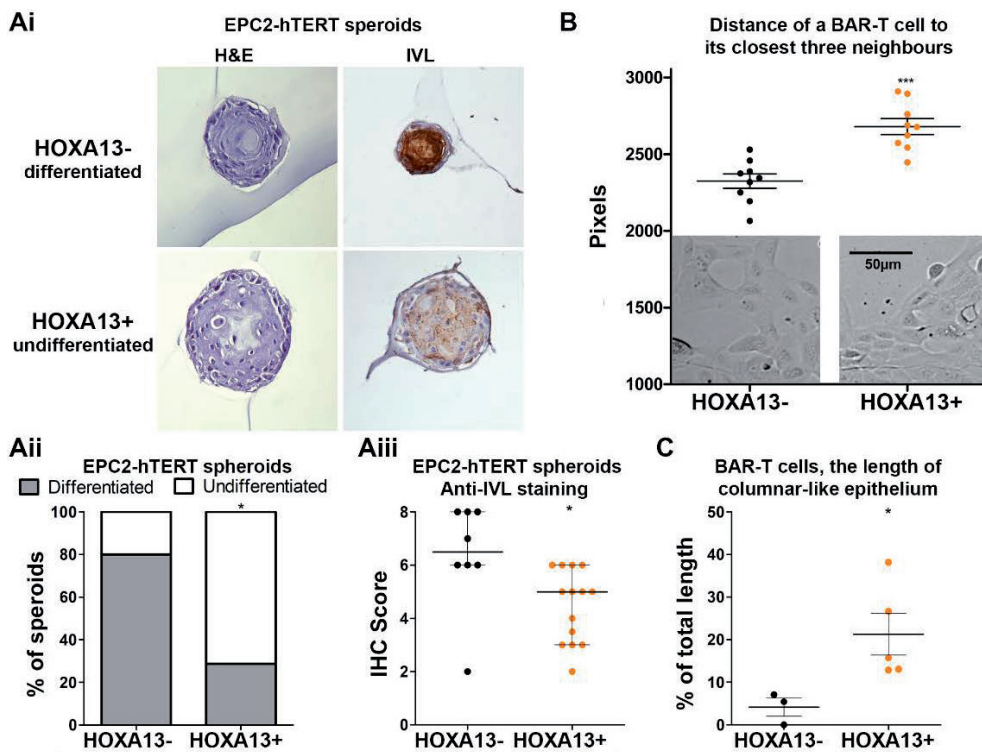 Ai
EPC2-hTERT speroids
H&E
IVL
HOXA13-
differentiated
HOXA13+
undifferentiated
B
Distance of a BAR-T cell to
its closest three neighbours
Pixels
3000
2500
2000
1500
1000
***
50μm
HOXA13-
HOXA13+
Aii
EPC2-hTERT spheroids
Differentiated
Undifferentiated
% of speroids
100
80
60
40
20
0
*
HOXA13-
HOXA13+
Aiii
EPC2-hTERT spheroids
Anti-IVL staining
IHC Score
8
6
4
2
0
*
HOXA13-
HOXA13+
C
BAR-T cells, the length of
columnar-like epithelium
% of total length
50
40
30
20
10
0
*
HOXA13-
HOXA13+